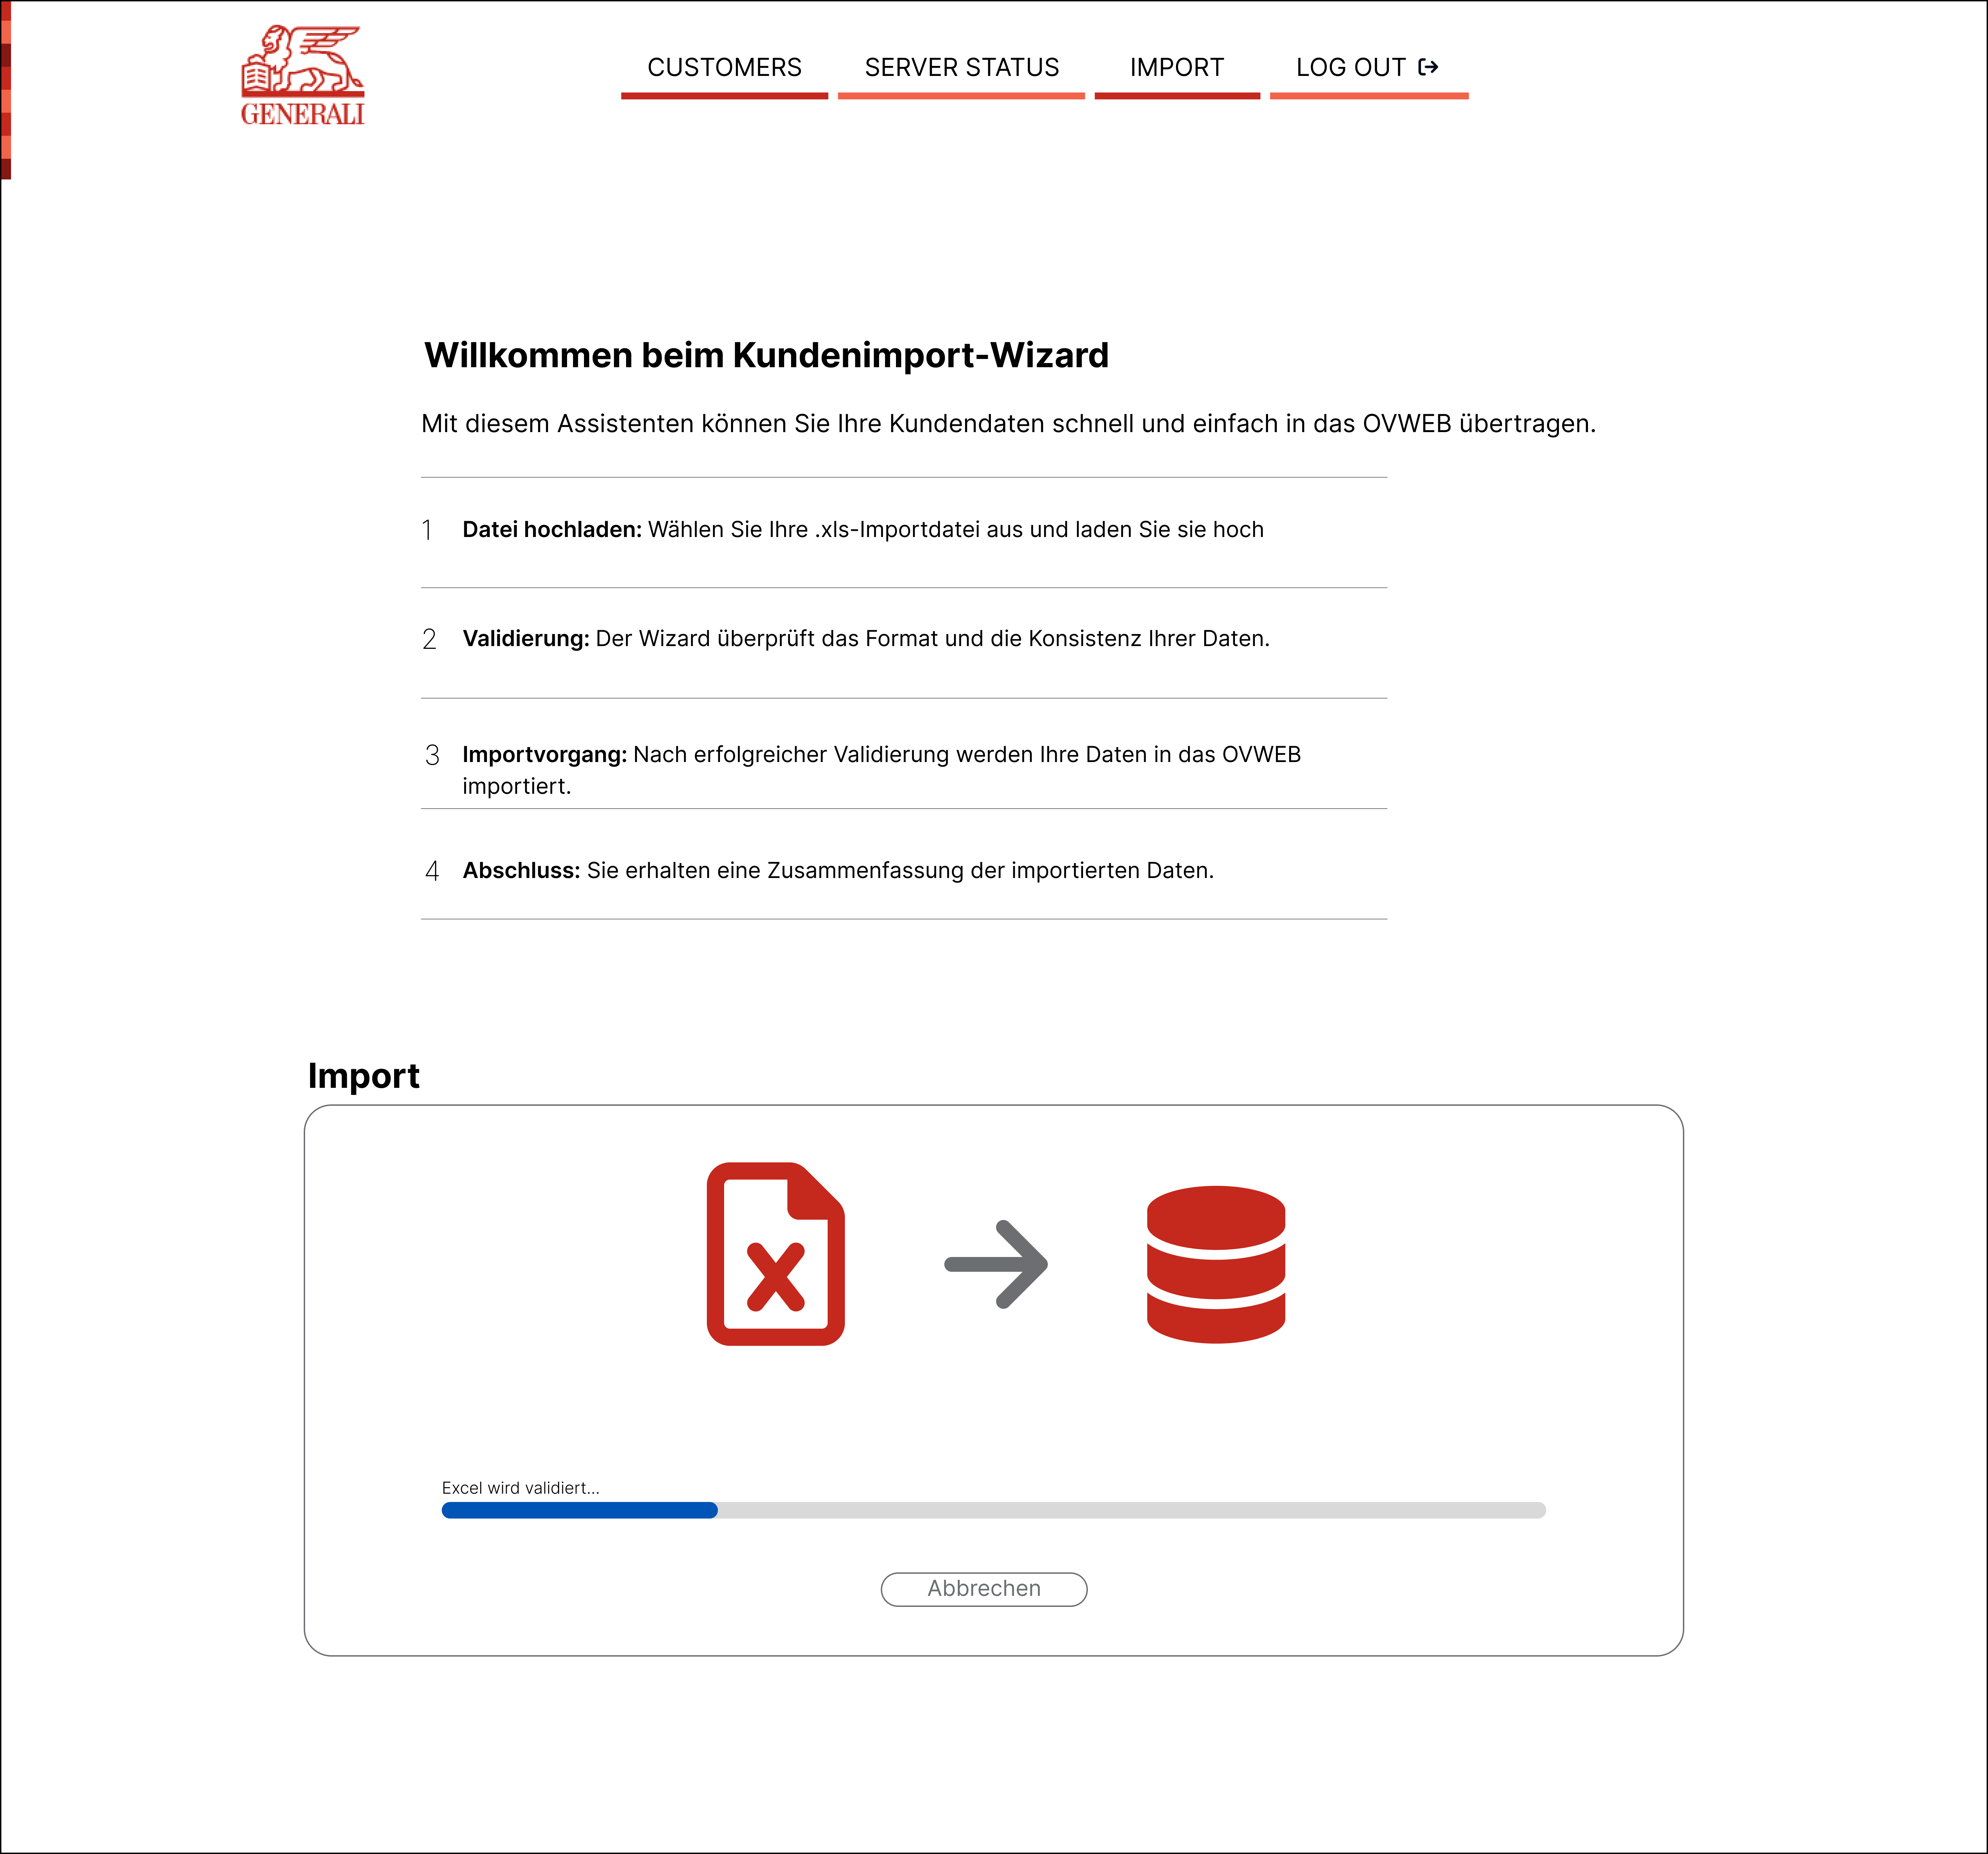 GENERALI
CUSTOMERS SERVER STATUS IMPORT LOG OUT
Willkommen beim Kundenimport-Wizard
Mit diesem Assistenten können Sie Ihre Kundendaten schnell und einfach in das OVWEB übertragen.
1 Datei hochladen: Wählen Sie Ihre .xls-Importdatei aus und laden Sie sie hoch
2 Validierung: Der Wizard überprüft das Format und die Konsistenz Ihrer Daten.
3 Importvorgang: Nach erfolgreicher Validierung werden Ihre Daten in das OVWEB
importiert.
4 Abschluss: Sie erhalten eine Zusammenfassung der importierten Daten.
Import
Excel wird validiert...
Abbrechen